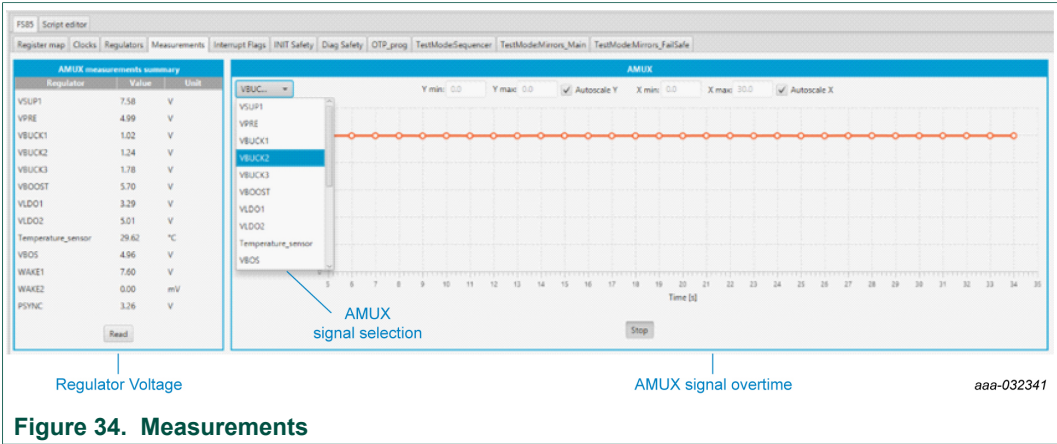 FS85 Script editor
Register map Clocks Regulators Measurements Interrupt Flags INIT Safety Diag Safety OTP_prog TestMode:Sequencer TestMode:Mirrors_Main TestMode:Mirrors_FailSafe
AMUX measurements summary
Regulator Value Unit
VSUP1 7.58 V
VPRE 4.99 V
VBUCK1 1.02 V
VBUCK2 1.24 V
VBUCK3 1.78 V
VBOOST 5.70 V
VLDO1 3.29 V
VLDO2 5.01 V
Temperature_sensor 29.62 °C
VBOS 4.96 V
WAKE1 7.60 V
WAKE2 0.00 mV
PSYNC 3.26 V
Read
AMUX
VBUC... Y min: 0.0 Y max: 0.0 Autoscale Y X min: 0.0 X max: 30.0 Autoscale X
VSUP1
VPRE
VBUCK1
VBUCK2
VBUCK3
VBOOST
VLDO1
VLDO2
Temperature_sensor
VBOS
0
5 6 7 8 9 10 11 12 13 14 15 16 17 18 19 20 21 22 23 24 25 26 27 28 29 30 31 32 33 34 35
Time [s]
Stop
AMUX
signal selection
Regulator Voltage
AMUX signal overtime
aaa-032341
Figure 34. Measurements